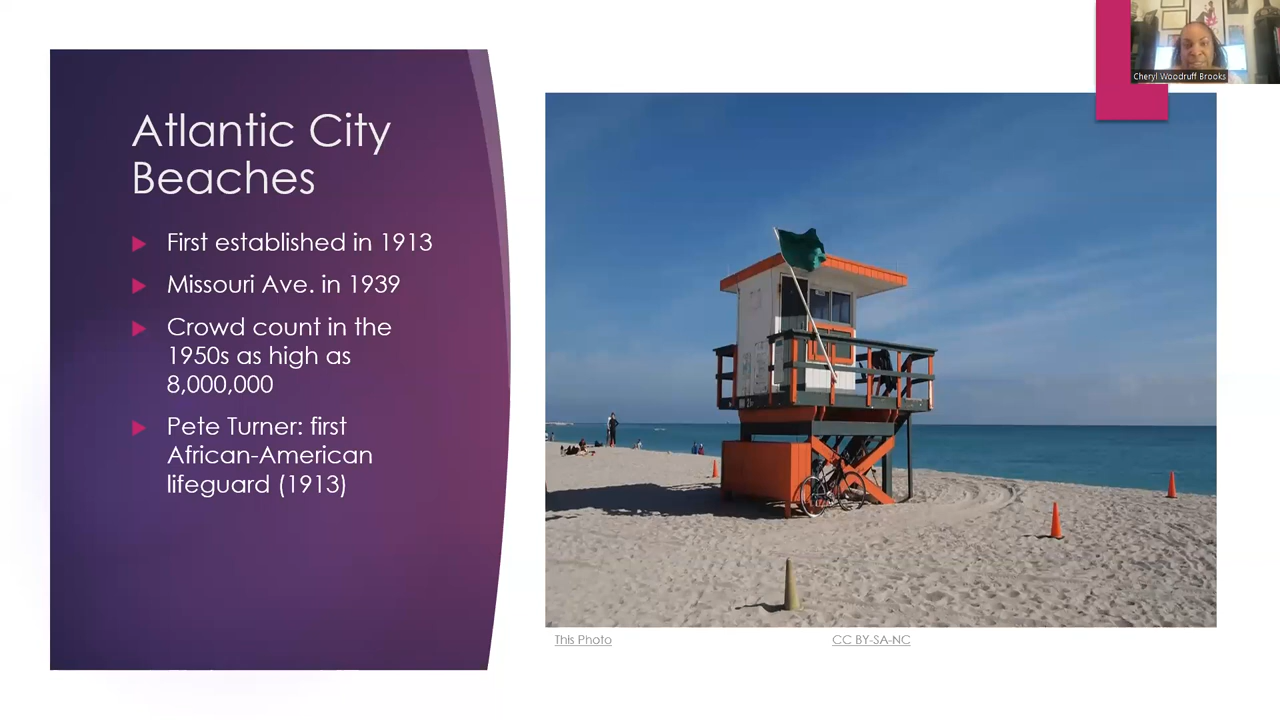 Atlantic City
Beaches
First established in 1913
Missouri Ave. in 1939
Crowd count in the
1950s as high as
8,000,000
Pete Turner: first
African-American
lifeguard (1913)
Cheryl Woodruff Brooks
This Photo
CC BY-SA-NC